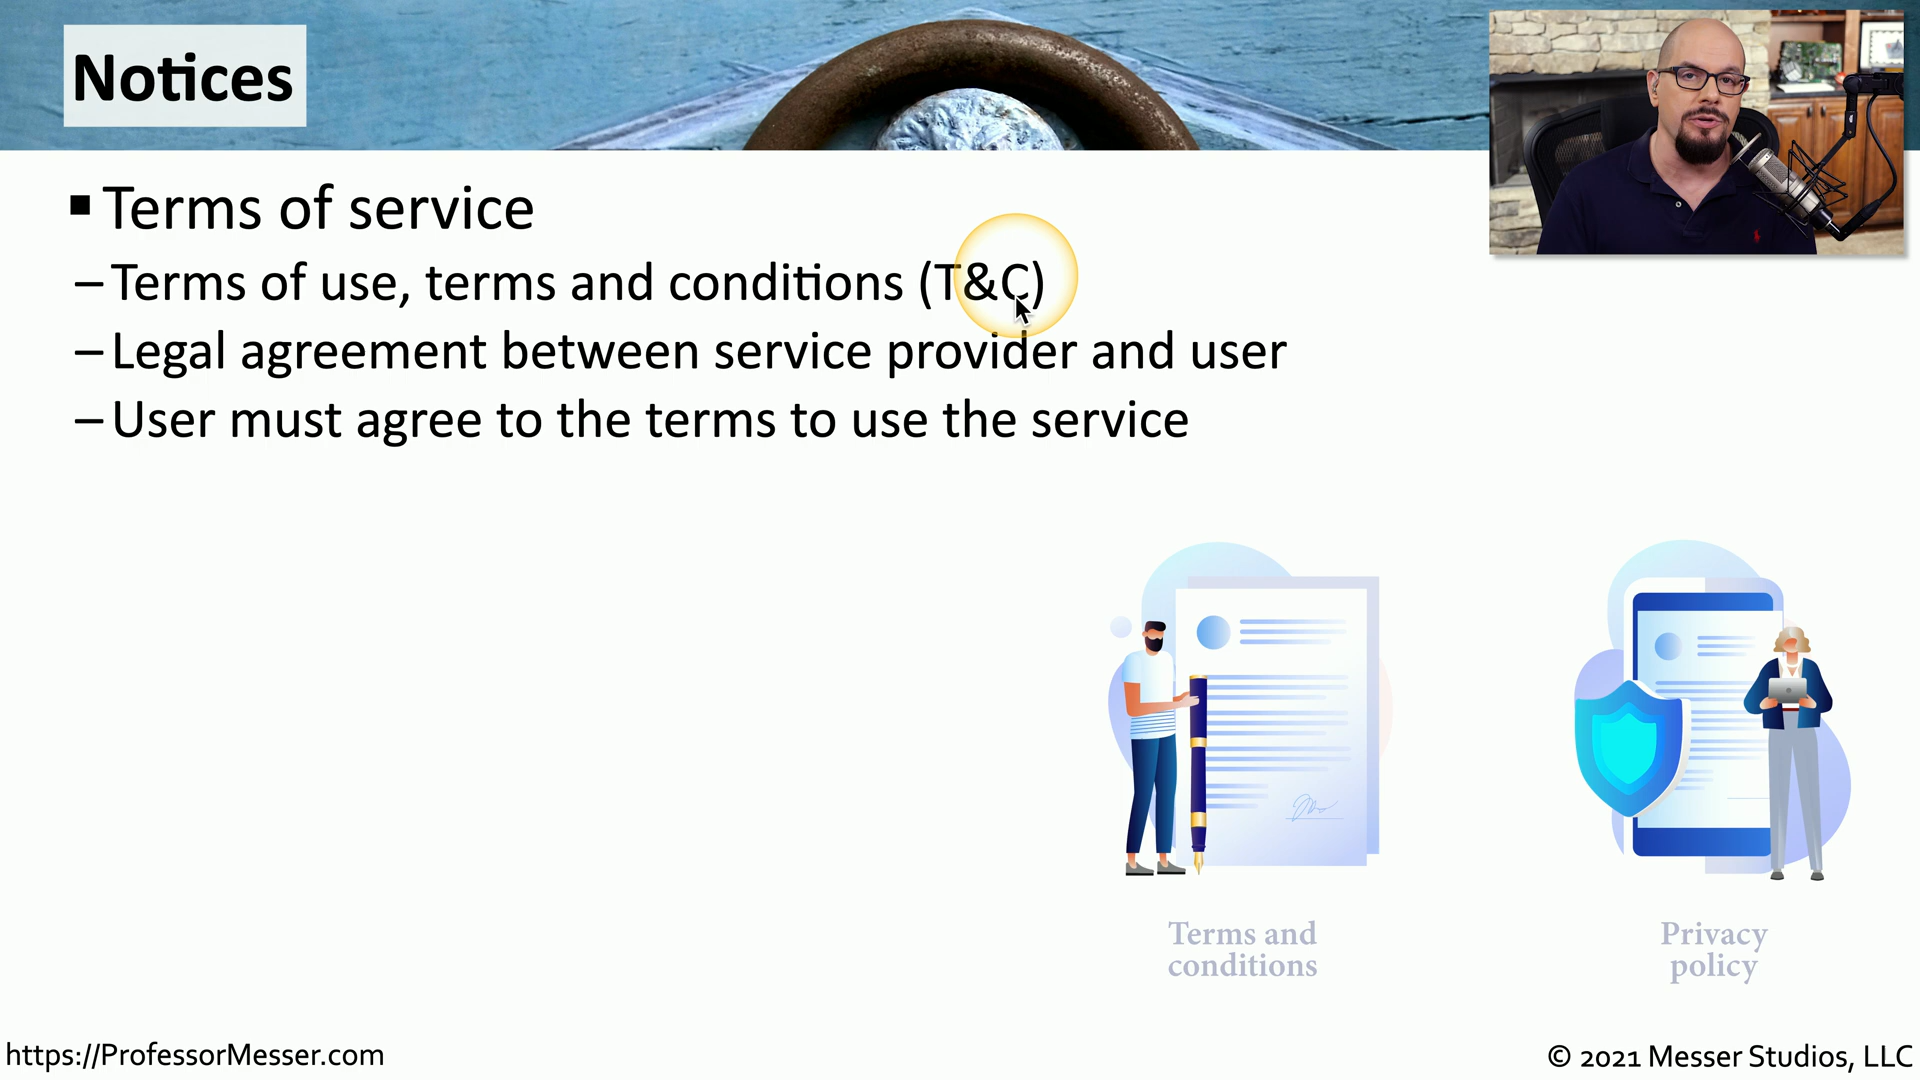 Notices
▪ Terms of service
– Terms of use, terms and conditions (T&C)
– Legal agreement between service provider and user
– User must agree to the terms to use the service
Terms and
conditions
Privacy
policy
https://ProfessorMesser.com
© 2021 Messer Studios, LLC